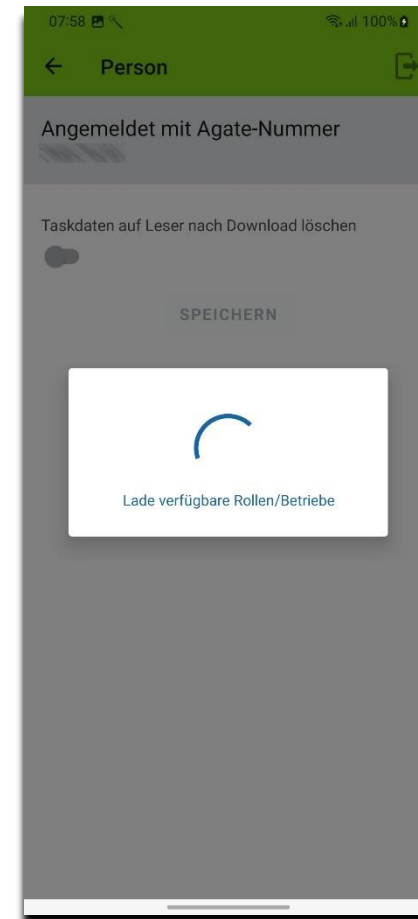 07:58 100%
Person
Angemeldet mit Agate-Nummer
Taskdaten auf Leser nach Download löschen
SPEICHERN
Lade verfügbare Rollen/Betriebe